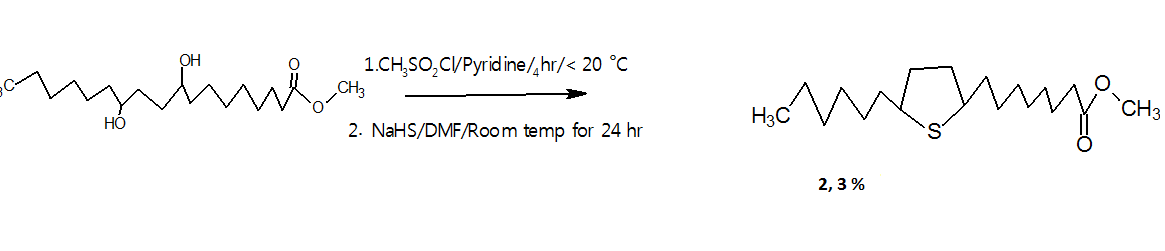 1.CH₃SO₂Cl/Pyridine/₄hr/< 20 °C
2. NaHS/DMF/Room temp for 24 hr
₃C
OH
HO
O
O
CH₃
H₃C
S
O
O
CH₃
2, 3 %